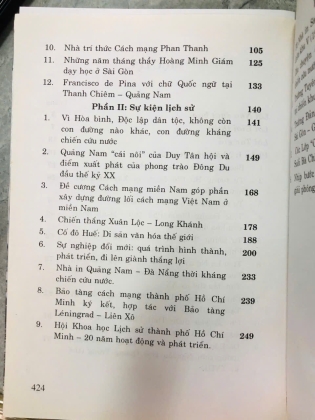 10. Nhà trí thức Cách mạng Phan Thanh 105
11. Những năm tháng thầy Hoàng Minh Giám
dạy học ở Sài Gòn 125
12. Francisco de Pina với chữ Quốc ngữ tại 133
Thanh Chiêm – Quảng Nam
Phần II: Sự kiện lịch sử 140
1. Vì Hòa bình, Độc lập dân tộc, không còn 141
con đường nào khác, con đường kháng
chiến cứu nước
2. Quảng Nam “cái nôi” của Duy Tân hội và 149
điểm xuất phát của phong trào Đông Du
đầu thế kỷ XX
3. Đề cương Cách mạng miền Nam góp phần 168
xây dựng đường lối cách mạng Việt Nam ở
miền Nam
4. Chiến thắng Xuân Lộc – Long Khánh 178
5. Cố đô Huế: Di sản văn hóa thế giới 188
6. Sự nghiệp đổi mới: quá trình hình thành, 200
phát triển, đi lên giành thắng lợi
7. Nhà in Quảng Nam – Đà Nẵng thời kháng 233
chiến cứu nước.
8. Bảo tàng cách mạng thành phố Hồ Chí 239
Minh ký kết, hợp tác với Bảo tàng
Léningrad – Liên Xô
9. Hội Khoa học Lịch sử thành phố Hồ Chí 249
Minh – 20 năm hoạt động và phát triển.
424